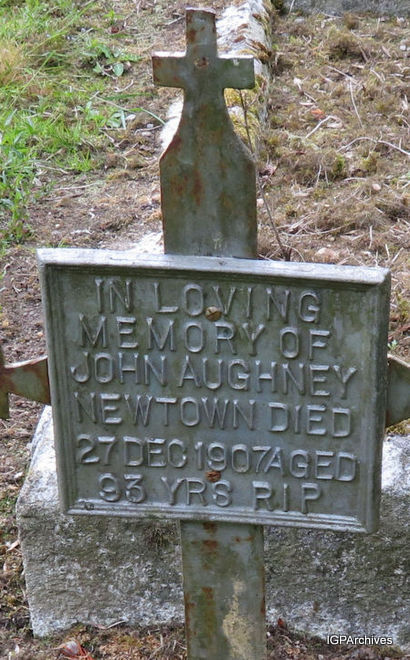 IN LOVING
MEMORY OF
JOHN AUGHNEY
NEWTOWN DIED
27 DEC 1907 AGED
93 YRS RIP
IGPArchives